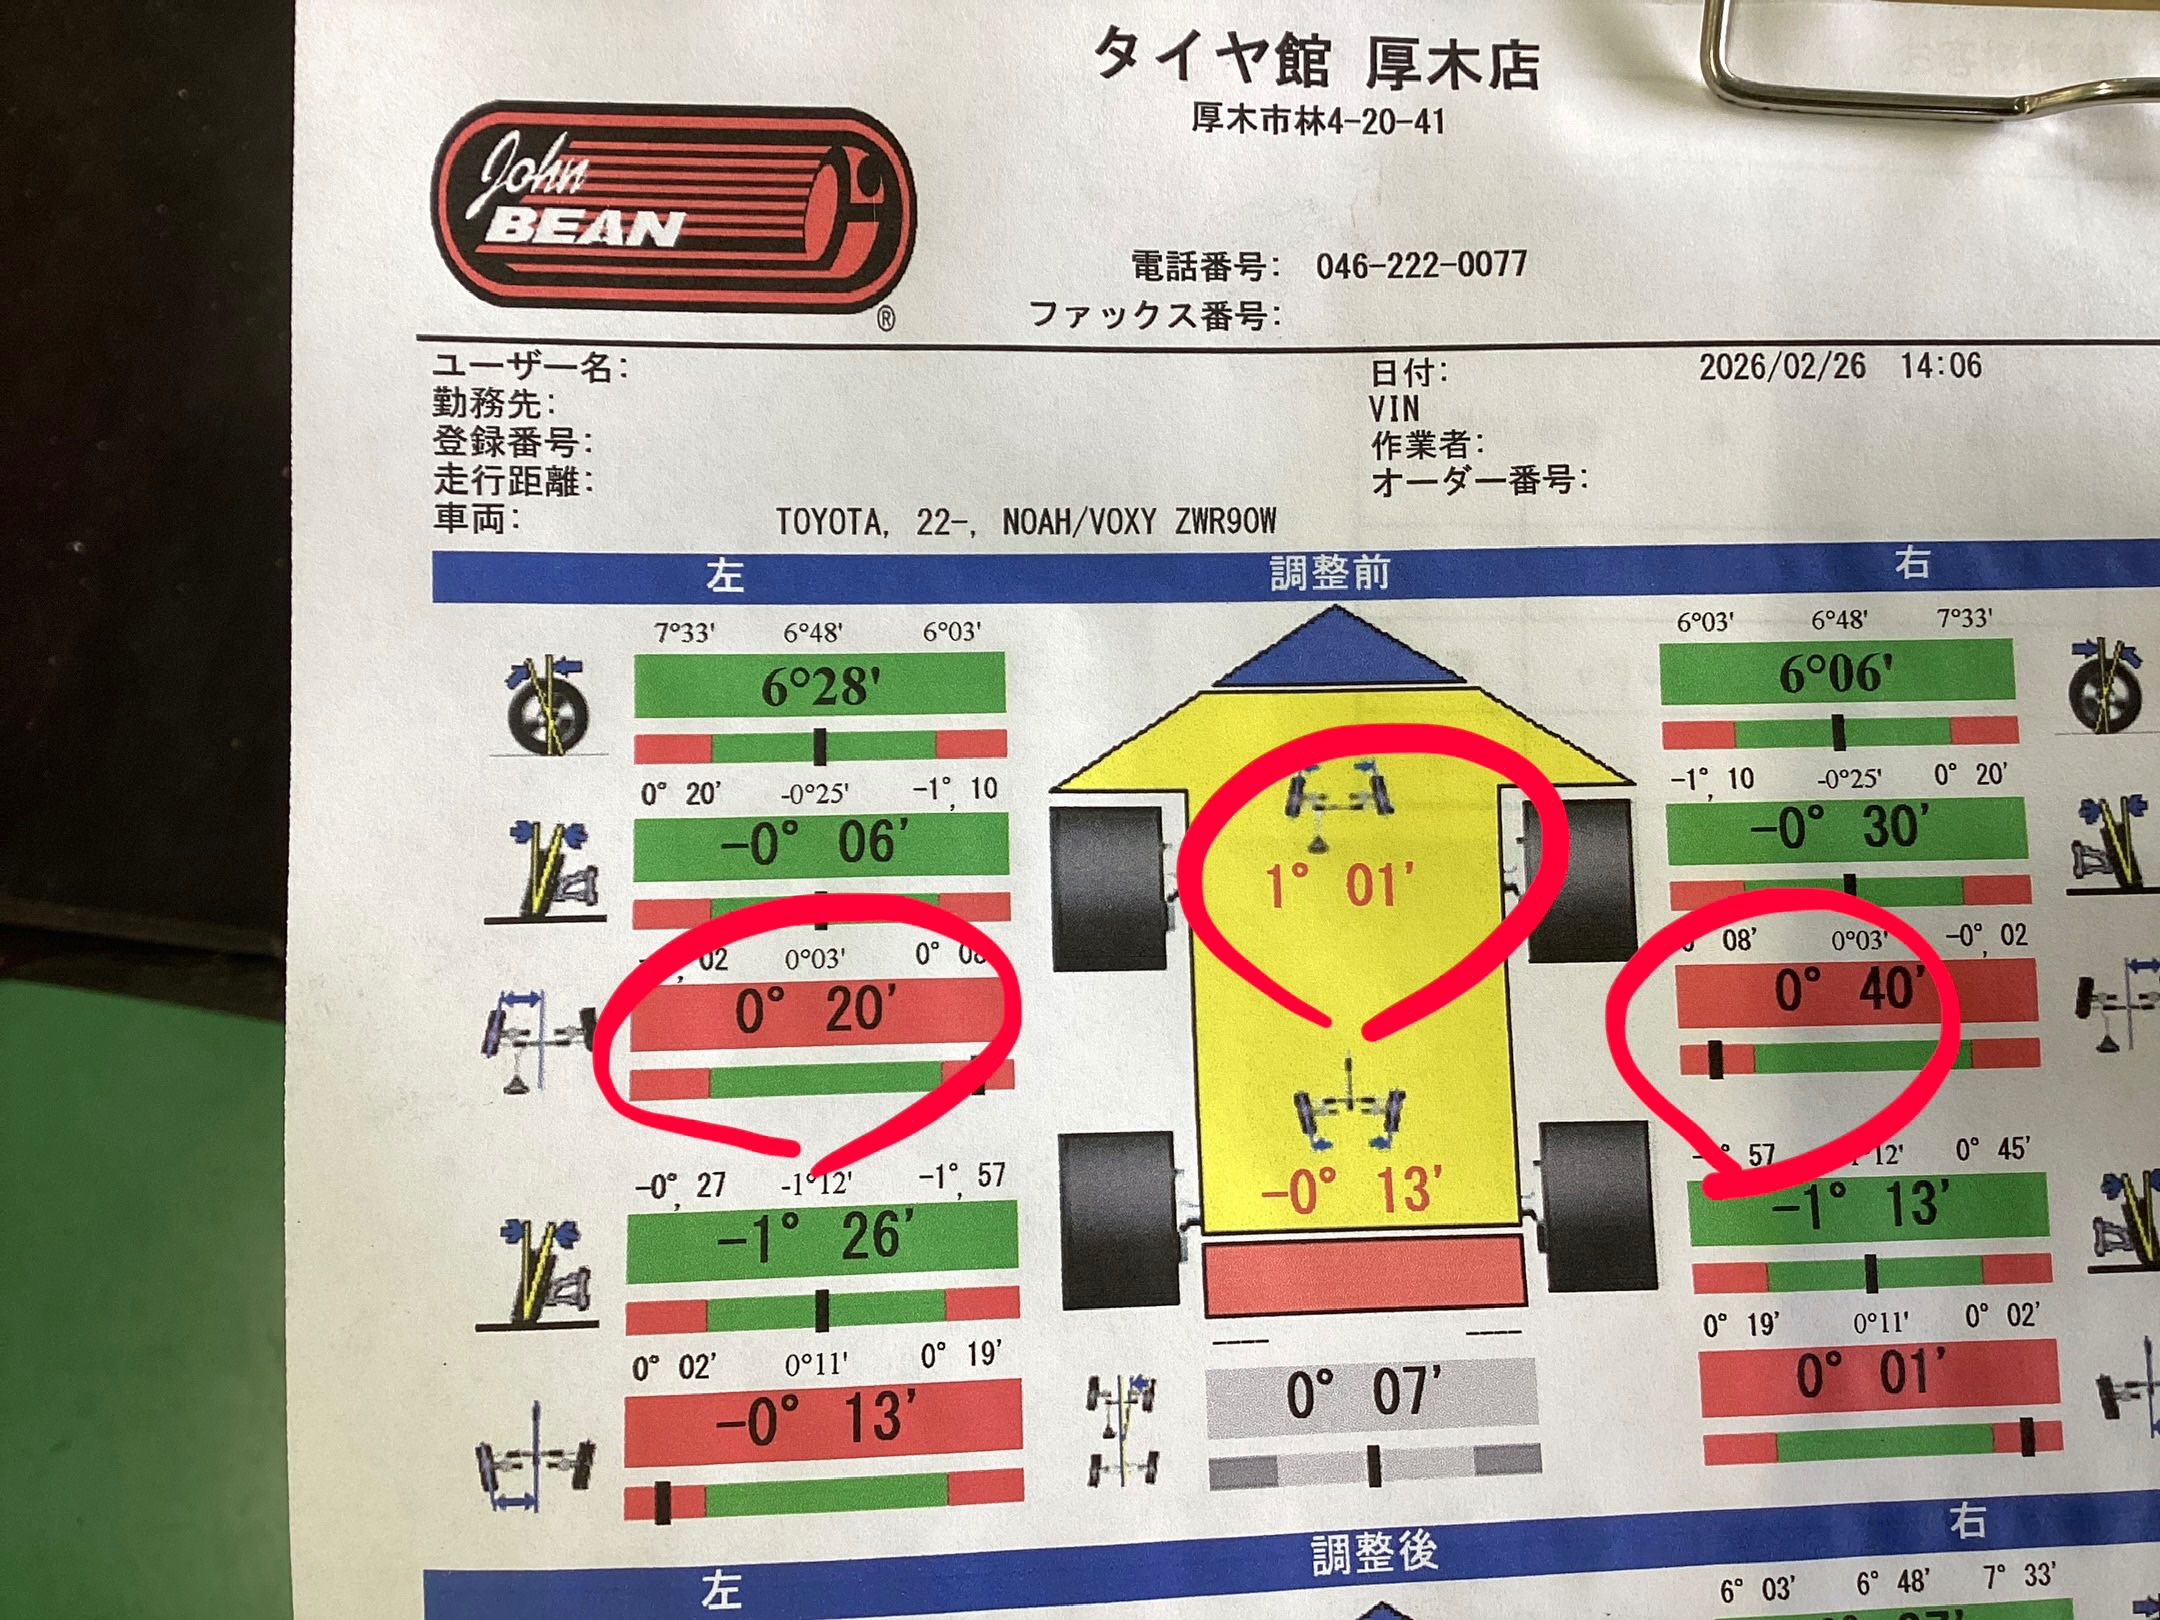 タイヤ館 厚木店
厚木市林4-20-41
John
BEAN
®
電話番号: 046-222-0077
ファックス番号:
ユーザー名:
勤務先:
登録番号:
走行距離:
車両: TOYOTA, 22-, NOAH/VOXY ZWR90W
日付: 2026/02/26 14:06
VIN
作業者:
オーダー番号:
左 調整前 右
7°33' 6°48' 6°03'
6°28'
6°03' 6°48' 7°33'
6°06'
0° 20' -0°25' -1°, 10
-0° 06'
-1°, 10 -0°25' 0° 20'
-0° 30'
1° 01'
02 0°03' 0°
0° 20'
08' 0°03' -0°, 02
0° 40'
-0°, 27 -1°12' -1°, 57
-1° 26'
57 12' 0° 45'
-1° 13'
-0° 13'
0° 02' 0°11' 0° 19'
-0° 13'
---- ----
0° 07'
0° 19' 0°11' 0° 02'
0° 01'
左 調整後 右
6° 03' 6° 48' 7° 33'